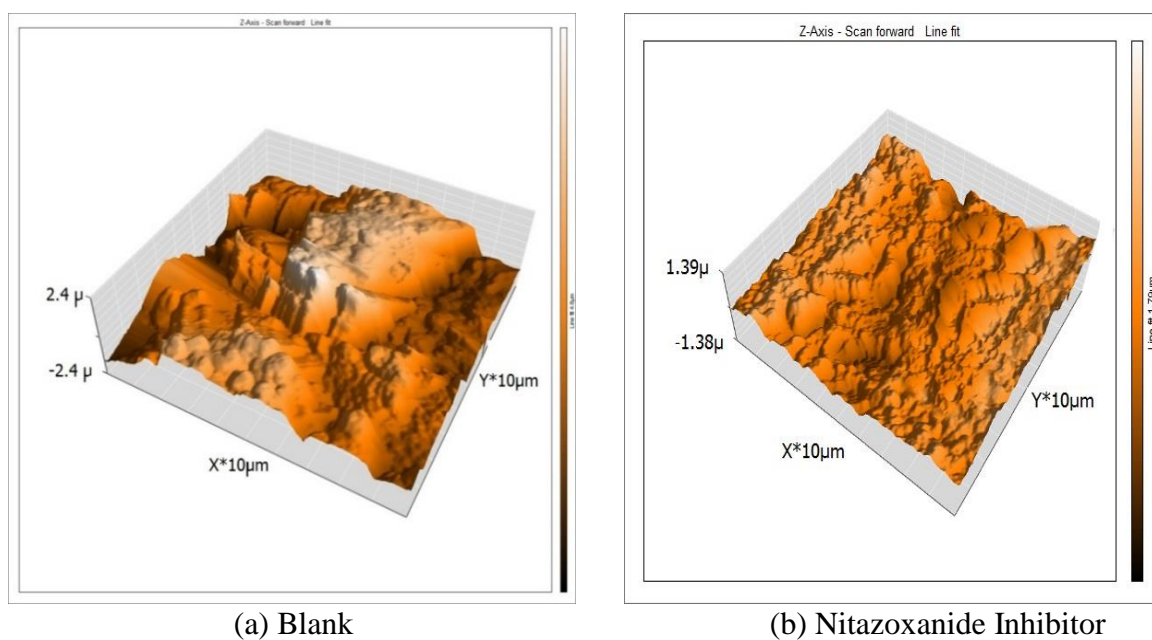 Z-Axis - Scan forward Line fit
2.4 µ
-2.4 µ
X*10µm
Y*10µm
(a) Blank
Z-Axis - Scan forward Line fit
1.39µ
-1.38µ
X*10µm
Y*10µm
(b) Nitazoxanide Inhibitor